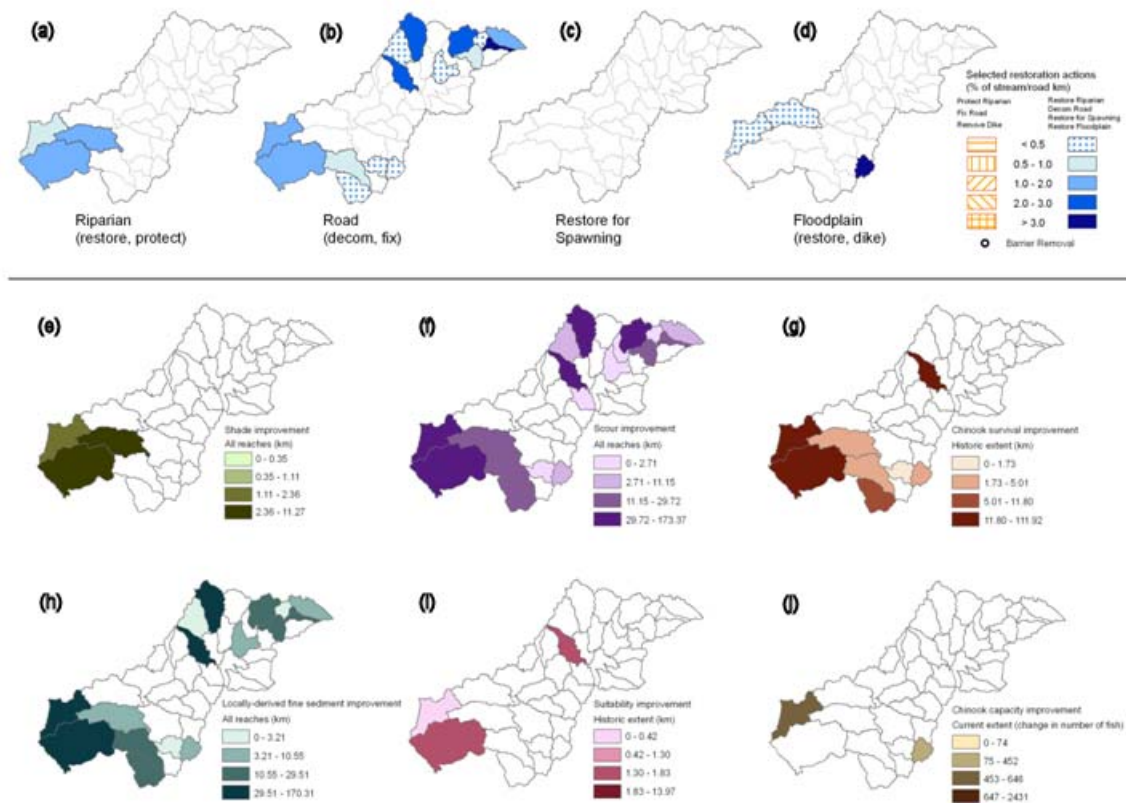 (a)
(b)
(c)
(d)
Riparian
(restore, protect)
Road
(decom, fix)
Restore for
Spawning
Floodplain
(restore, dike)
Selected restoration actions
(% of stream/road km)
Protect Riparian
Fix Road
Remove Dike
Restore Riparian
Decom Road
Restore for Spawning
Restore Floodplain
< 0.5
0.5 - 1.0
1.0 - 2.0
2.0 - 3.0
> 3.0
Barrier Removal
(e)
Shade improvement
All reaches (km)
0 - 0.35
0.35 - 1.11
1.11 - 2.36
2.36 - 11.27
(f)
Scour improvement
All reaches (km)
0 - 2.71
2.71 - 11.15
11.15 - 29.72
29.72 - 173.37
(g)
Chinook survival improvement
Historic extent (km)
0 - 1.73
1.73 - 5.01
5.01 - 11.80
11.80 - 111.92
(h)
Locally-derived fine sediment improvement
All reaches (km)
0 - 3.21
3.21 - 10.55
10.55 - 29.51
29.51 - 170.31
(i)
Suitability improvement
Historic extent (km)
0 - 0.42
0.42 - 1.30
1.30 - 1.83
1.83 - 13.97
(j)
Chinook capacity improvement
Current extent (change in number of fish)
0 - 74
75 - 452
453 - 646
647 - 2431